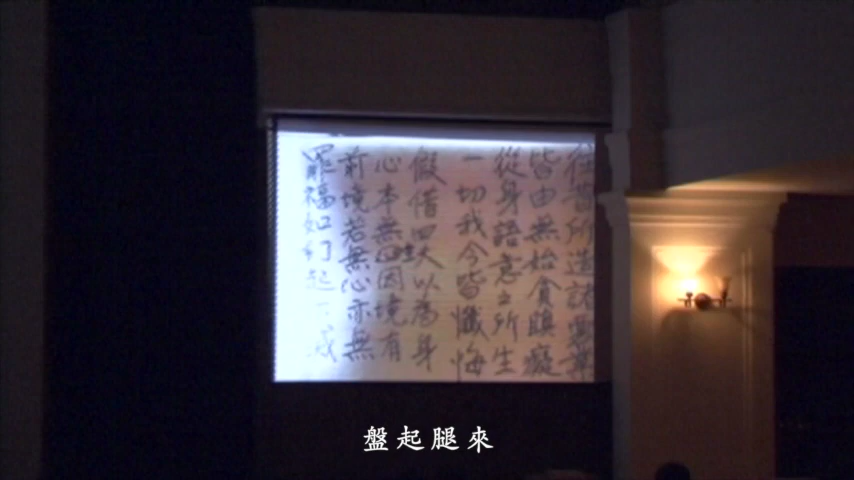 往昔所造諸惡業
皆由無始貪瞋癡
從身語意之所生
一切我今皆懺悔
假借四大以為身
心本無生因境有
前境若無心亦無
罪福如幻起亦滅
盤起腿來